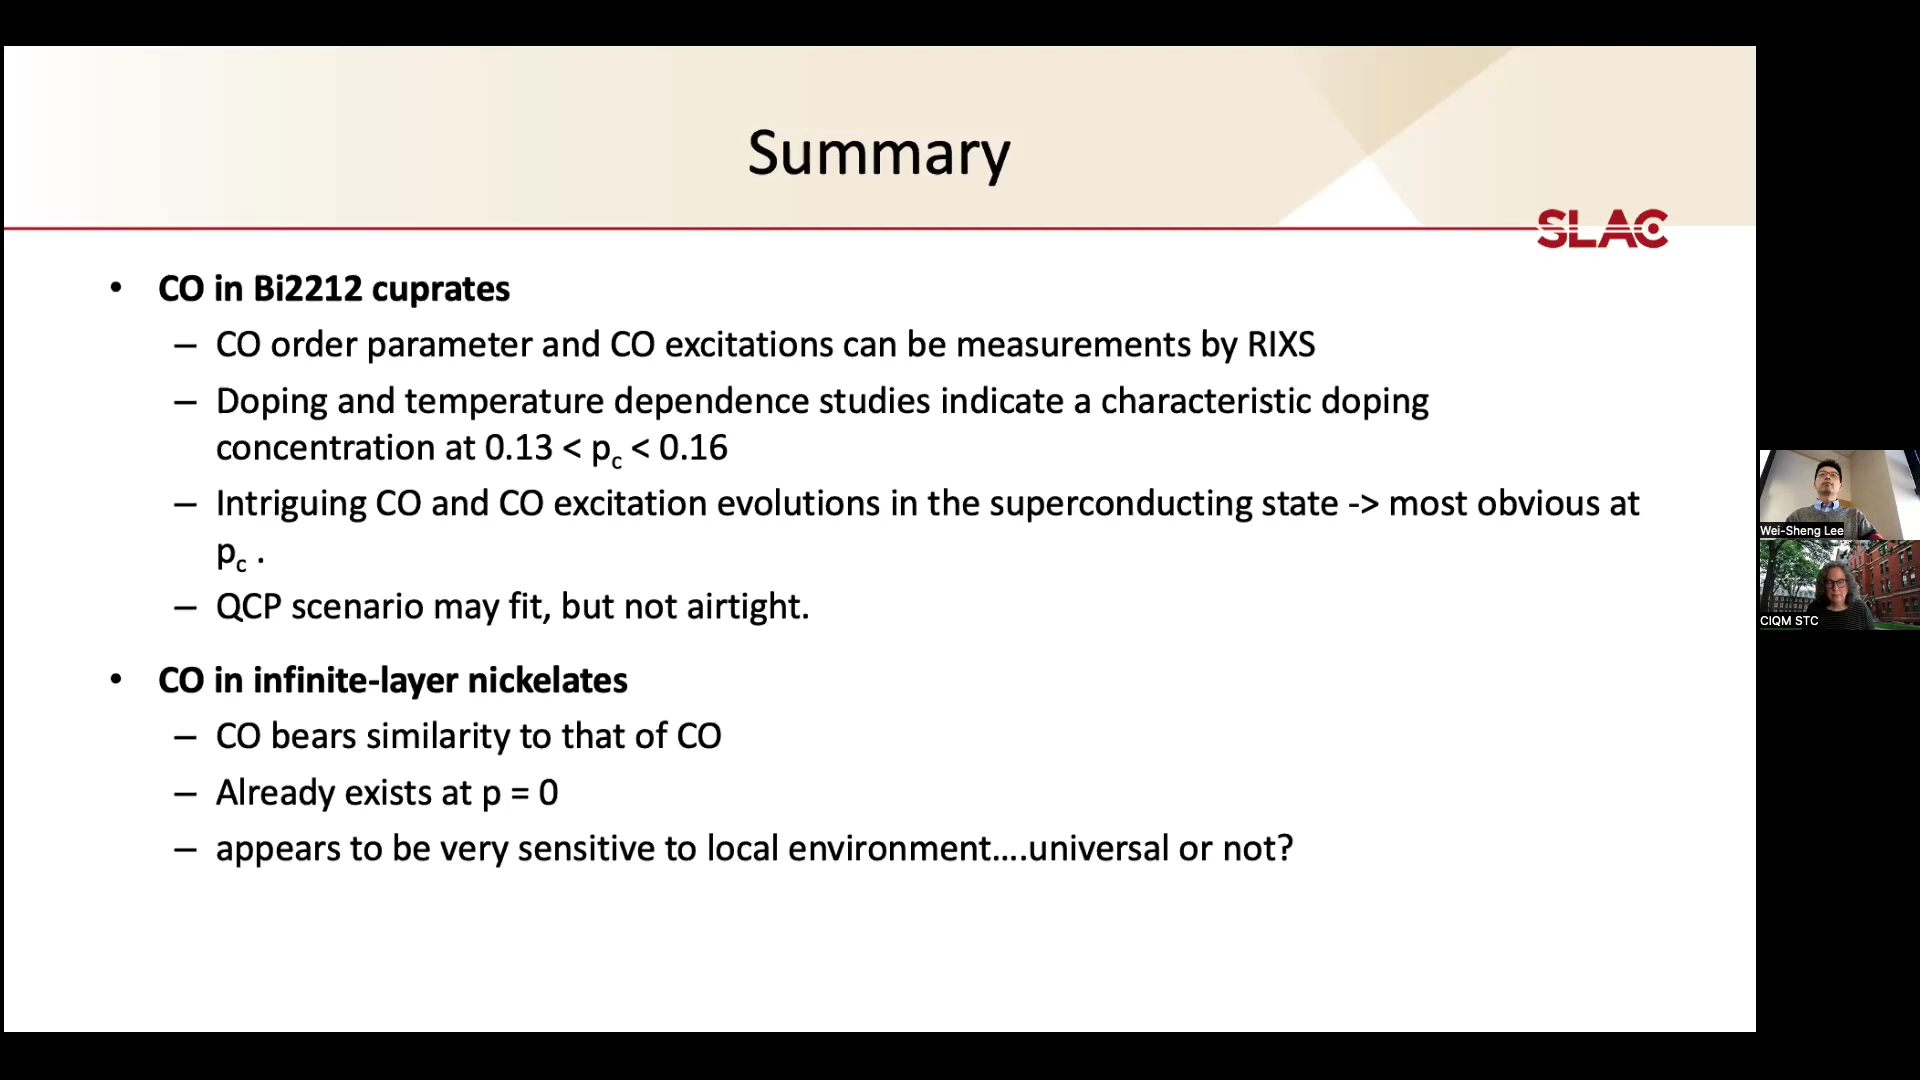 Summary
SLAC
• CO in Bi2212 cuprates
– CO order parameter and CO excitations can be measurements by RIXS
– Doping and temperature dependence studies indicate a characteristic doping
concentration at 0.13 < pc < 0.16
– Intriguing CO and CO excitation evolutions in the superconducting state -> most obvious at
pc .
– QCP scenario may fit, but not airtight.
• CO in infinite-layer nickelates
– CO bears similarity to that of CO
– Already exists at p = 0
– appears to be very sensitive to local environment....universal or not?
Wei-Sheng Lee
CIQM STC